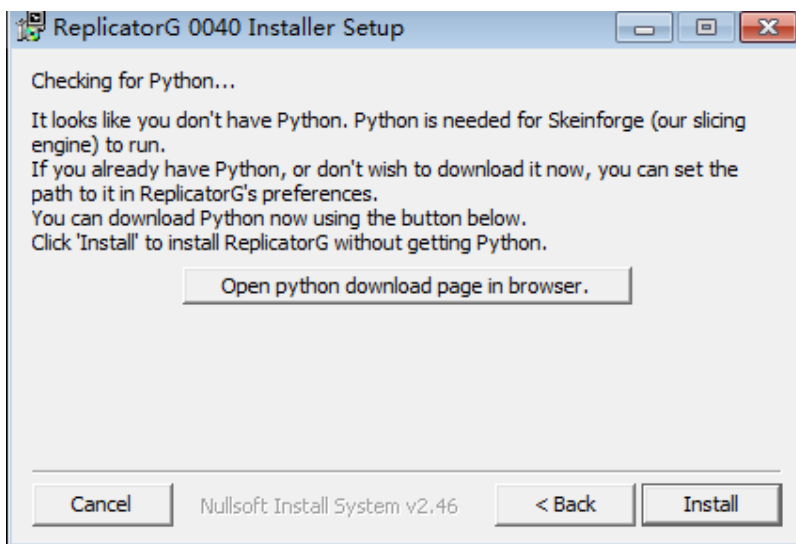 ReplicatorG 0040 Installer Setup
Checking for Python...
It looks like you don't have Python. Python is needed for Skeinforge (our slicing
engine) to run.
If you already have Python, or don't wish to download it now, you can set the
path to it in ReplicatorG's preferences.
You can download Python now using the button below.
Click 'Install' to install ReplicatorG without getting Python.
Open python download page in browser.
Cancel
Nullsoft Install System v2.46
< Back
Install